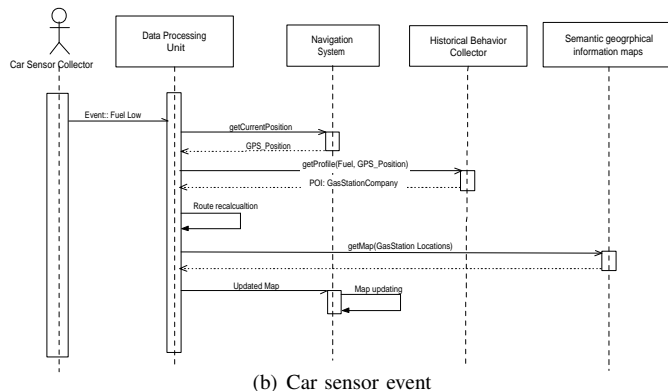 Car Sensor Collector
Data Processing
Unit
Navigation
System
Historical Behavior
Collector
Semantic geogrphical
information maps
Event:: Fuel Low
getCurrentPosition
GPS_Position
getProfile(Fuel, GPS_Position)
POI: GasStationCompany
Route recalcualtion
getMap(GasStation Locations)
Updated Map
Map updating
(b) Car sensor event